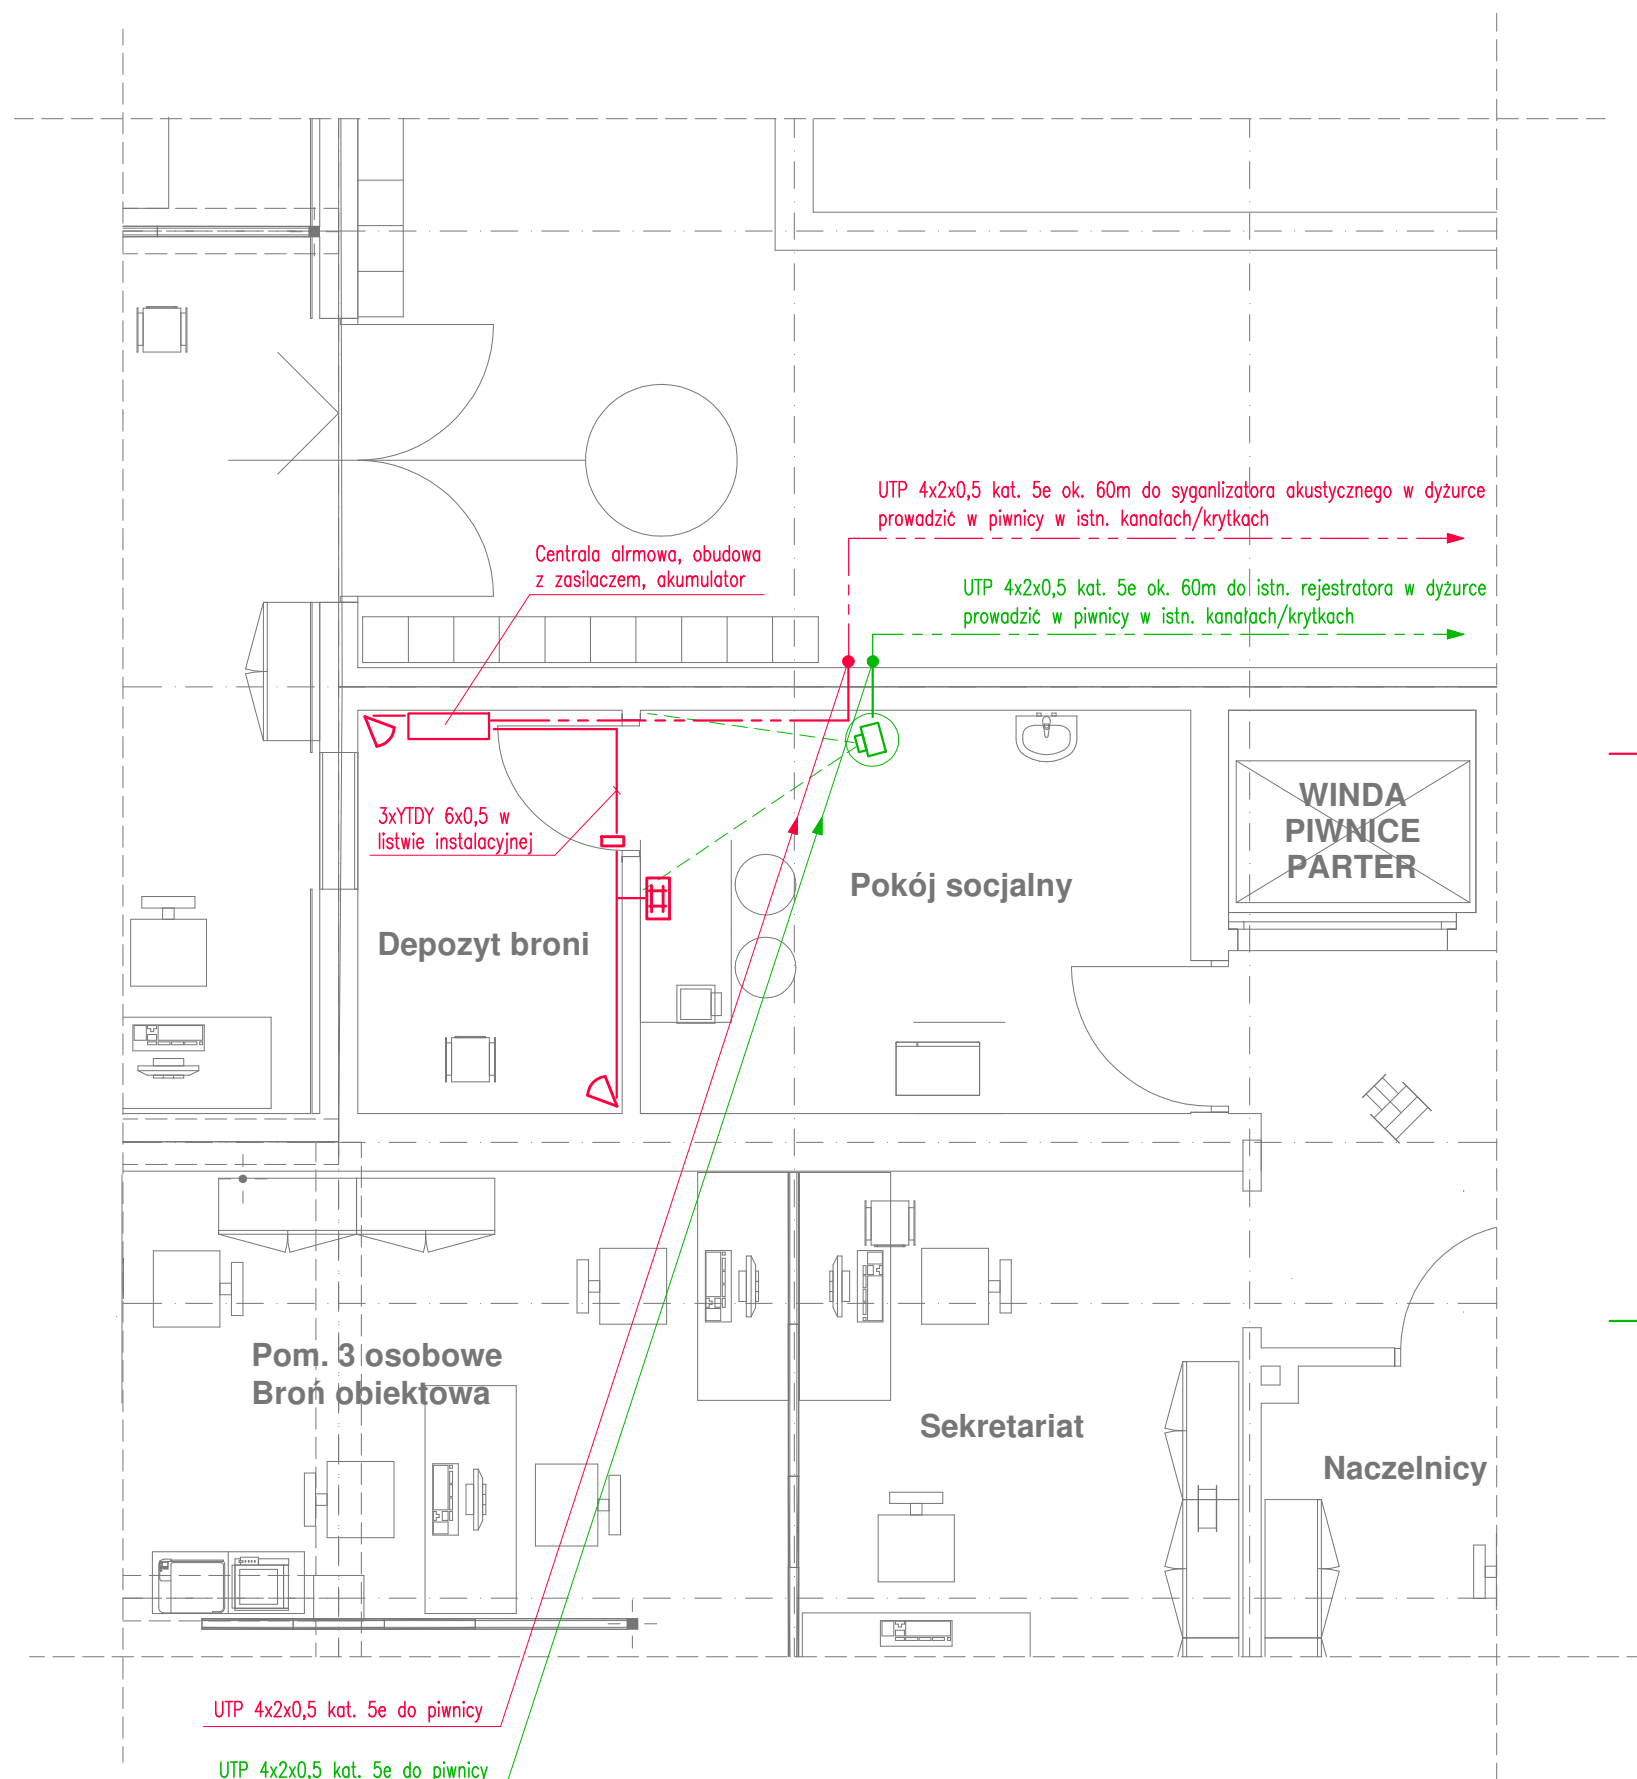 UTP 4x2x0,5 kat. 5e ok. 60m do syganlizatora akustycznego w dyżurce
prowadzić w piwnicy w istn. kanałach/krytkach
Centrala alrmowa, obudowa
z zasilaczem, akumulator
UTP 4x2x0,5 kat. 5e ok. 60m do istn. rejestratora w dyżurce
prowadzić w piwnicy w istn. kanałach/krytkach
3xYTDY 6x0,5 w
listwie instalacyjnej
WINDA
PIWNICE
PARTER
Pokój socjalny
Depozyt broni
Pom. 3 osobowe
Broń obiektowa
Sekretariat
Naczelnicy
UTP 4x2x0,5 kat. 5e do piwnicy
UTP 4x2x0,5 kat. 5e do piwnicy